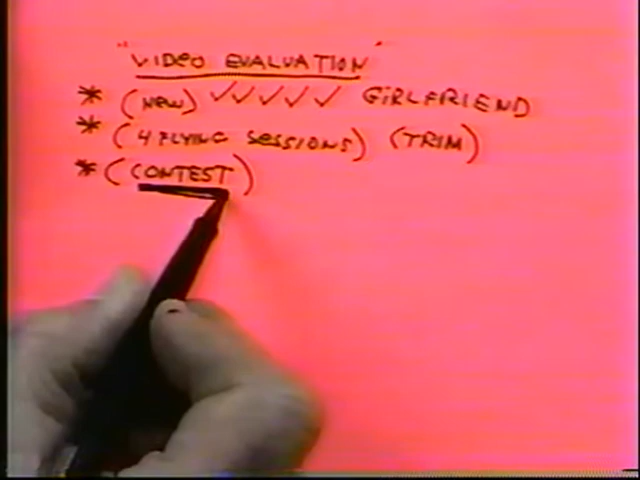 "VIDEO EVALUATION"
* (NEW) ✓✓✓✓✓ GIRLFRIEND
* (4 FLYING SESSIONS) (TRIM)
* (CONTEST)